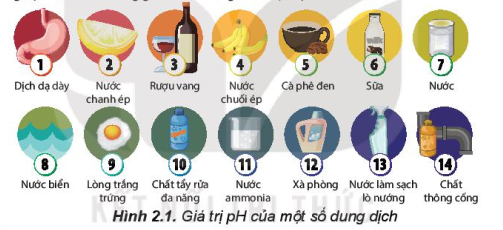 1 2 3 4 5 6 7
Dịch dạ dày Nước chanh ép Rượu vang Nước chuối ép Cà phê đen Sữa Nước
8 9 10 11 12 13 14
Nước biển Lòng trắng trứng Chất tẩy rửa đa năng Nước ammonia Xà phòng Nước làm sạch lò nướng Chất thông cống
Hình 2.1. Giá trị pH của một số dung dịch